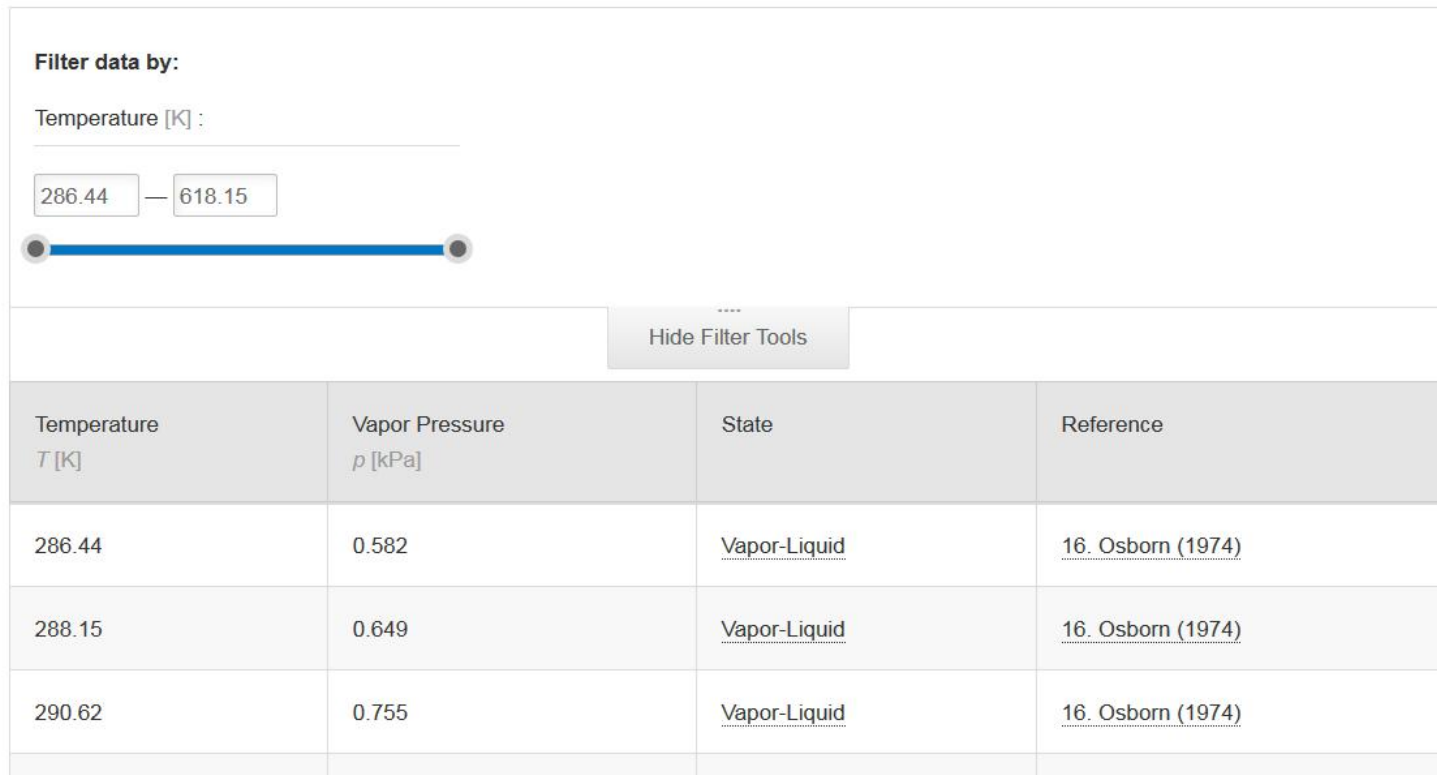 Filter data by:
Temperature [K] :
286.44 — 618.15
Hide Filter Tools
Temperature Vapor Pressure State Reference
T [K] p [kPa]
286.44 0.582 Vapor-Liquid 16. Osborn (1974)
288.15 0.649 Vapor-Liquid 16. Osborn (1974)
290.62 0.755 Vapor-Liquid 16. Osborn (1974)